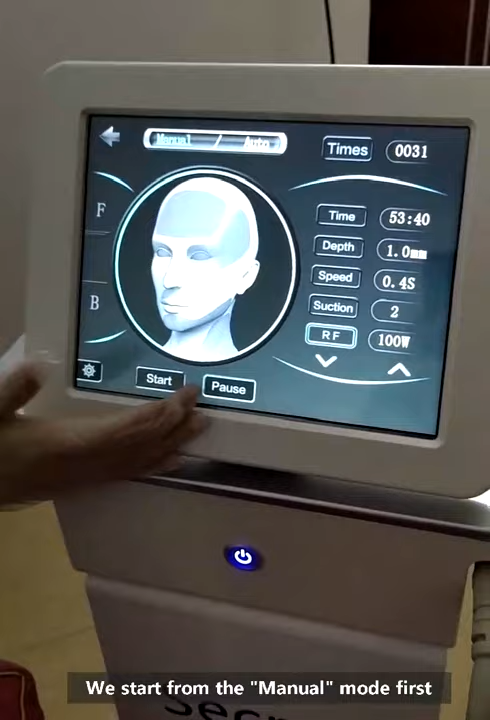 Manual / Auto
Times 0031
F
Time 53:40
Depth 1.0mm
B
Speed 0.4S
Suction 2
RF 100W
Start Pause
We start from the "Manual" mode first